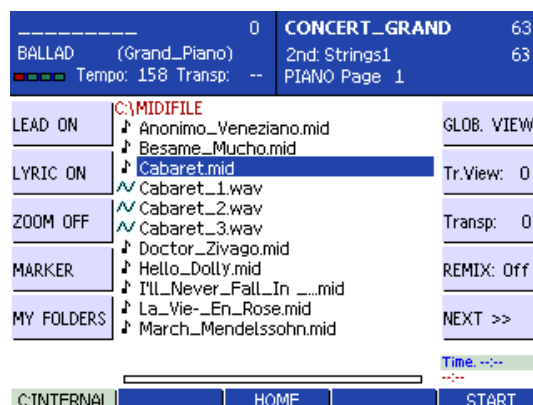 _________ 0
BALLAD (Grand_Piano)
Tempo: 158 Transp: --
CONCERT_GRAND 63
2nd: Strings1 63
PIANO Page 1
LEAD ON
LYRIC ON
ZOOM OFF
MARKER
MY FOLDERS
C:\MIDIFILE
Anonimo_Veneziano.mid
Besame_Mucho.mid
Cabaret.mid
Cabaret_1.wav
Cabaret_2.wav
Cabaret_3.wav
Doctor_Zivago.mid
Hello_Dolly.mid
I'll_Never_Fall_In _...mid
La_Vie-_En_Rose.mid
March_Mendelssohn.mid
GLOB. VIEW
Tr.View: 0
Transp: 0
REMIX: Off
NEXT >>
Time. --:--
--:--
C:INTERNAL HOME START